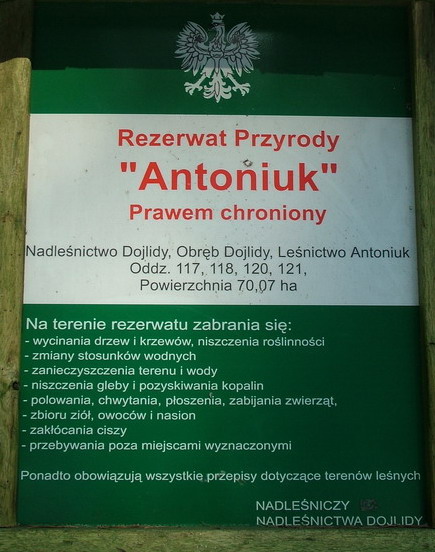 Rezerwat Przyrody
"Antoniuk"
Prawem chroniony
Nadleśnictwo Dojlidy, Obręb Dojlidy, Leśnictwo Antoniuk
Oddz. 117, 118, 120, 121,
Powierzchnia 70,07 ha
Na terenie rezerwatu zabrania się:
- wycinania drzew i krzewów, niszczenia roślinności
- zmiany stosunków wodnych
- zanieczyszczenia terenu i wody
- niszczenia gleby i pozyskiwania kopalin
- polowania, chwytania, płoszenia, zabijania zwierząt,
- zbioru ziół, owoców i nasion
- zakłócania ciszy
- przebywania poza miejscami wyznaczonymi
Ponadto obowiązują wszystkie przepisy dotyczące terenów leśnych
NADLEŚNICZY
NADLEŚNICTWA DOJLIDY